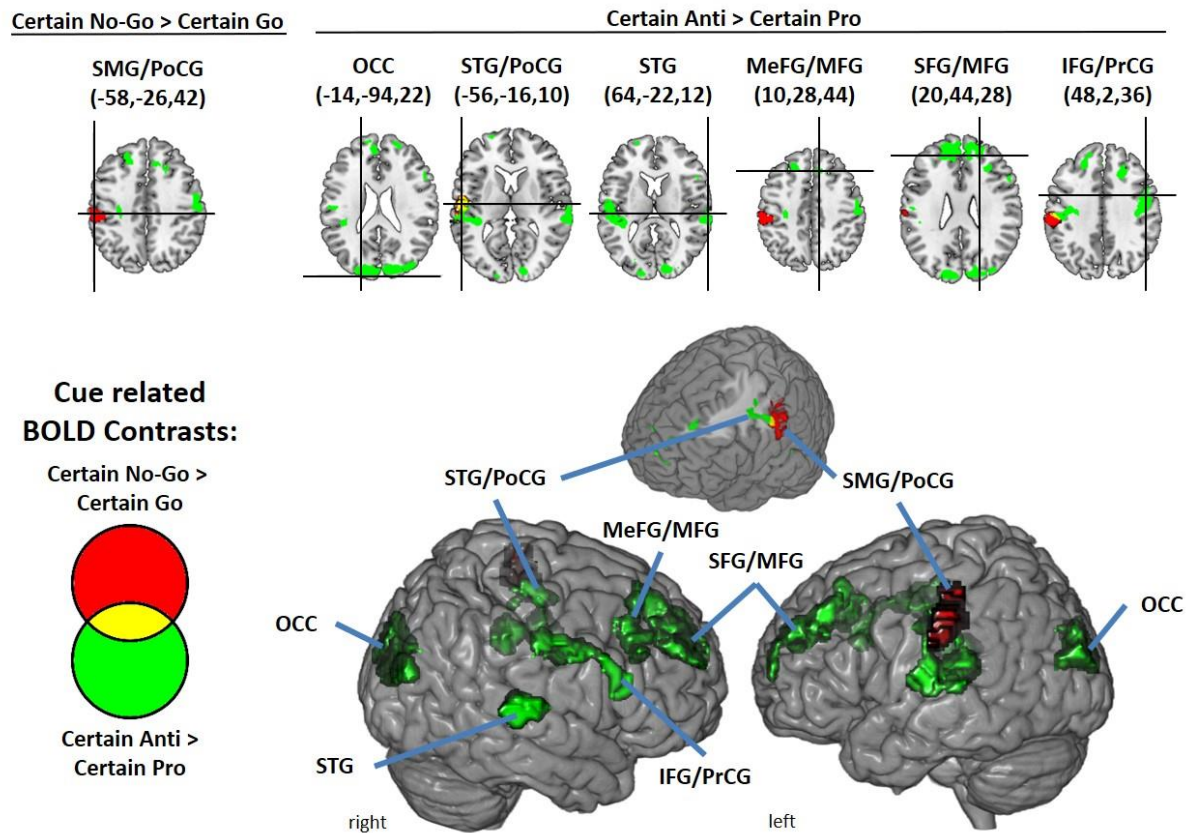 Certain No-Go > Certain Go
Certain Anti > Certain Pro
SMG/PoCG
(-58,-26,42)
OCC
(-14,-94,22)
STG/PoCG
(-56,-16,10)
STG
(64,-22,12)
MeFG/MFG
(10,28,44)
SFG/MFG
(20,44,28)
IFG/PrCG
(48,2,36)
Cue related
BOLD Contrasts:
Certain No-Go >
Certain Go
Certain Anti >
Certain Pro
STG/PoCG
SMG/PoCG
MeFG/MFG
SFG/MFG
OCC
OCC
STG
IFG/PrCG
right
left